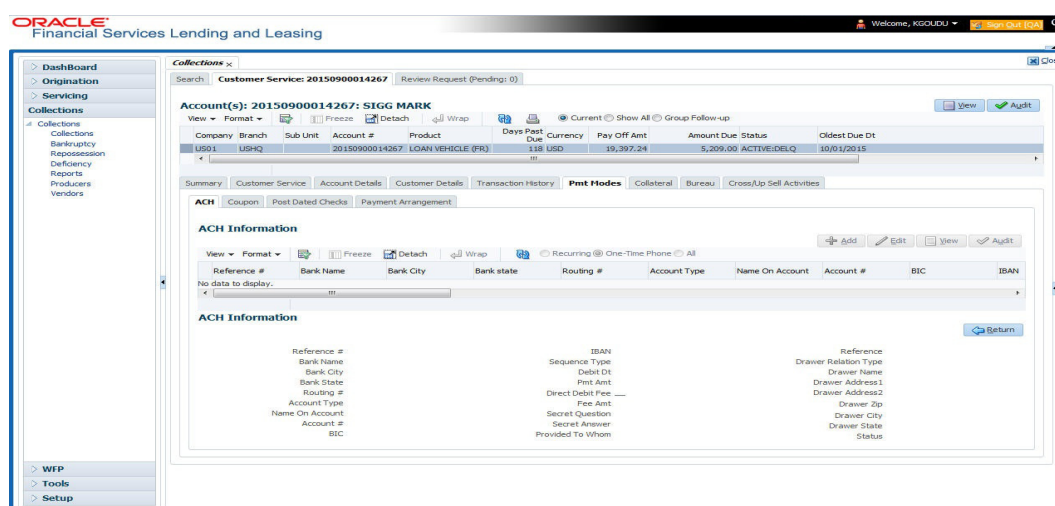 ORACLE®
Financial Services Lending and Leasing
Welcome, KGOUDU
Sign Out [QA]
DashBoard
Origination
Servicing
Collections
Collections
Collections
Bankruptcy
Repossession
Deficiency
Reports
Producers
Vendors
WFP
Tools
Setup
Collections x
Clos
Search Customer Service: 20150900014267 Review Request (Pending: 0)
Account(s): 20150900014267: SIGG MARK
View Audit
View Format Freeze Detach Wrap Current Show All Group Follow-up
Company Branch Sub Unit Account # Product Days Past Due Currency Pay Off Amt Amount Due Status Oldest Due Dt
US01 USHQ 20150900014267 LOAN VEHICLE (FR) 118 USD 19,397.24 5,209.00 ACTIVE:DELQ 10/01/2015
Summary Customer Service Account Details Customer Details Transaction History Pmt Modes Collateral Bureau Cross/Up Sell Activities
ACH Coupon Post Dated Checks Payment Arrangement
ACH Information
Add Edit View Audit
View Format Freeze Detach Wrap Recurring One-Time Phone All
Reference # Bank Name Bank City Bank state Routing # Account Type Name On Account Account # BIC IBAN
No data to display.
ACH Information
Return
Reference # IBAN Reference
Bank Name Sequence Type Drawer Relation Type
Bank City Debit Dt Drawer Name
Bank State Pmt Amt Drawer Address1
Routing # Direct Debit Fee Drawer Address2
Account Type Fee Amt Drawer Zip
Name On Account Secret Question Drawer City
Account # Secret Answer Drawer State
BIC Provided To Whom Status